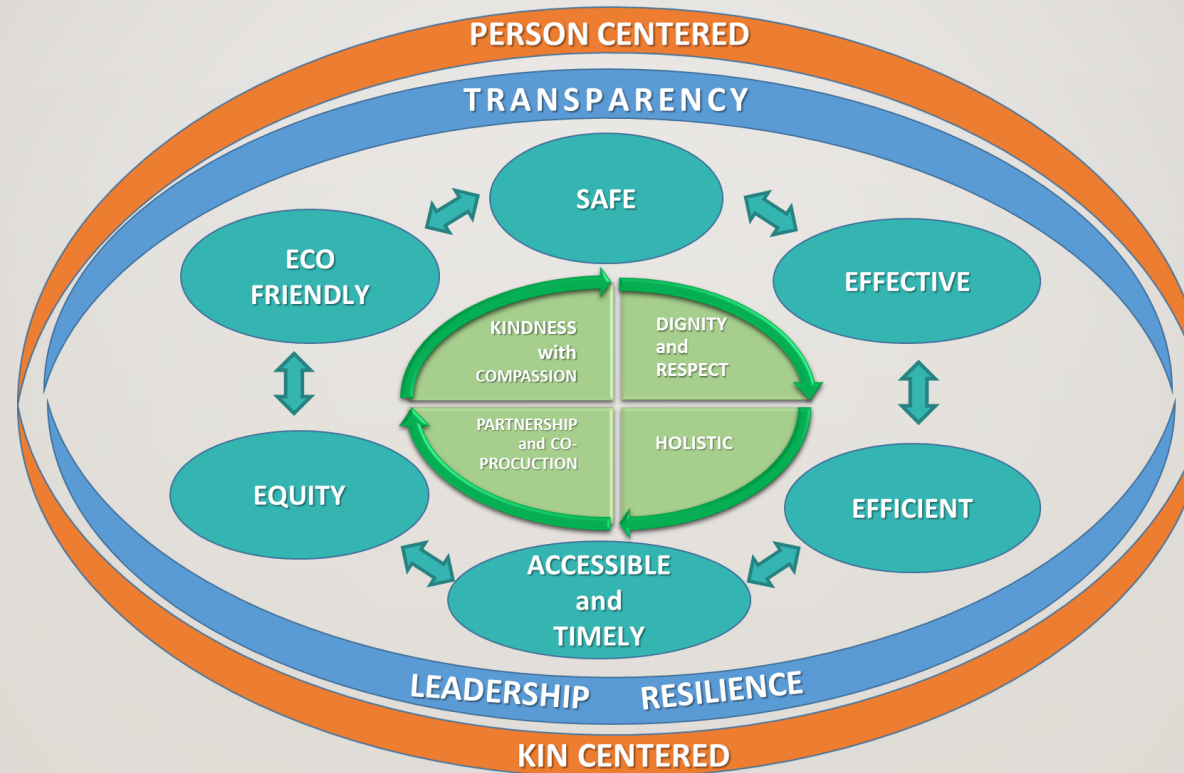 PERSON CENTERED
TRANSPARENCY
SAFE
ECO
FRIENDLY
EFFECTIVE
KINDNESS
with
COMPASSION
DIGNITY
and
RESPECT
PARTNERSHIP
and CO-
PROCUCTION
HOLISTIC
EQUITY
EFFICIENT
ACCESSIBLE
and
TIMELY
LEADERSHIP RESILIENCE
KIN CENTERED